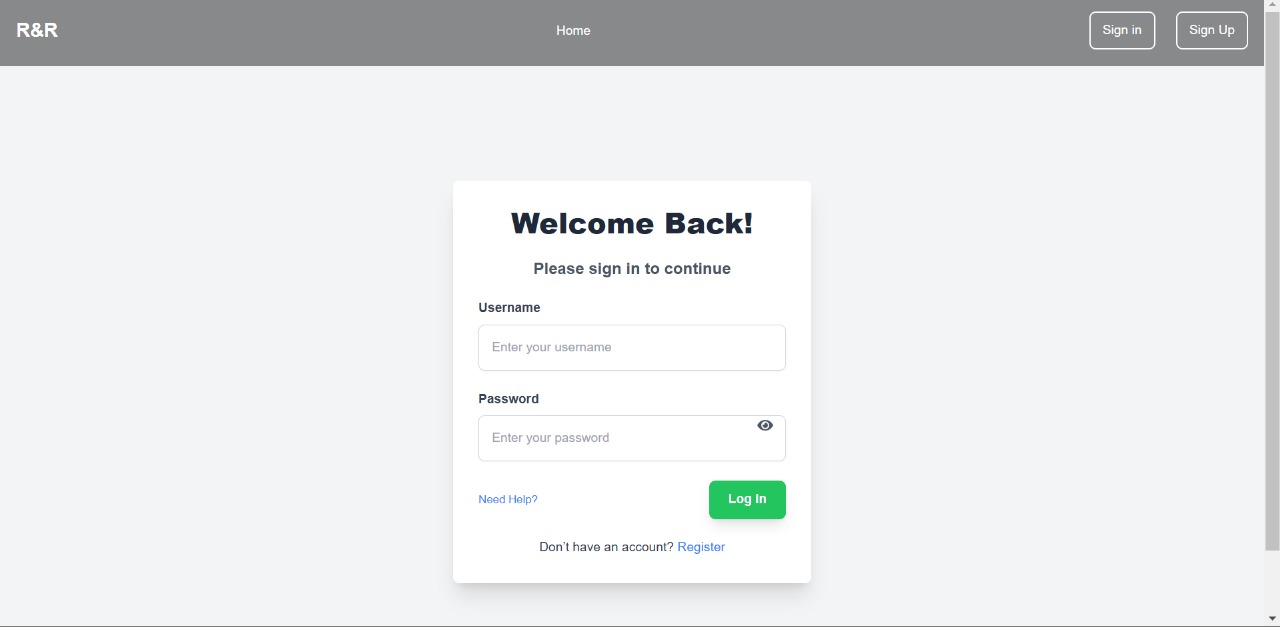 R&R
Home
Sign in
Sign Up
Welcome Back!
Please sign in to continue
Username
Enter your username
Password
Enter your password
Need Help?
Log In
Don't have an account? Register